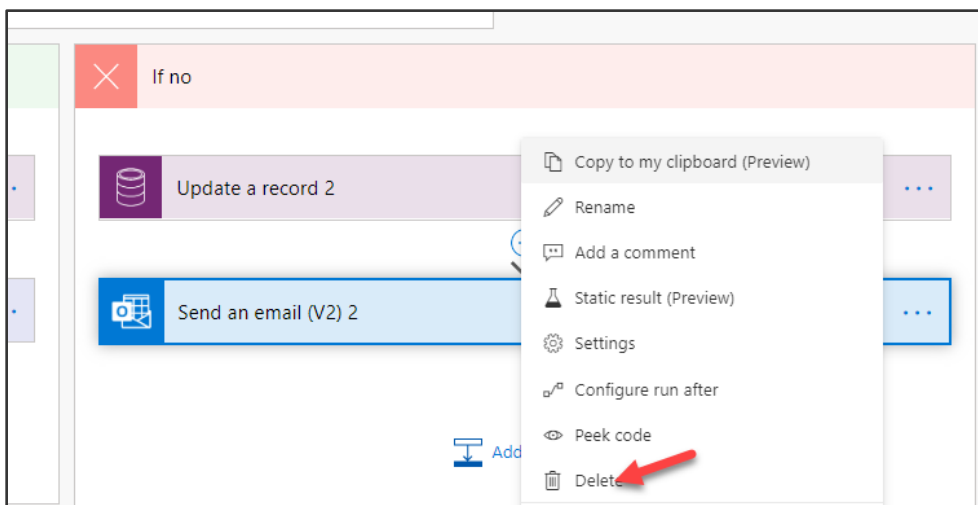 If no
Update a record 2
Send an email (V2) 2
Add
Copy to my clipboard (Preview)
Rename
Add a comment
Static result (Preview)
Settings
Configure run after
Peek code
Delete